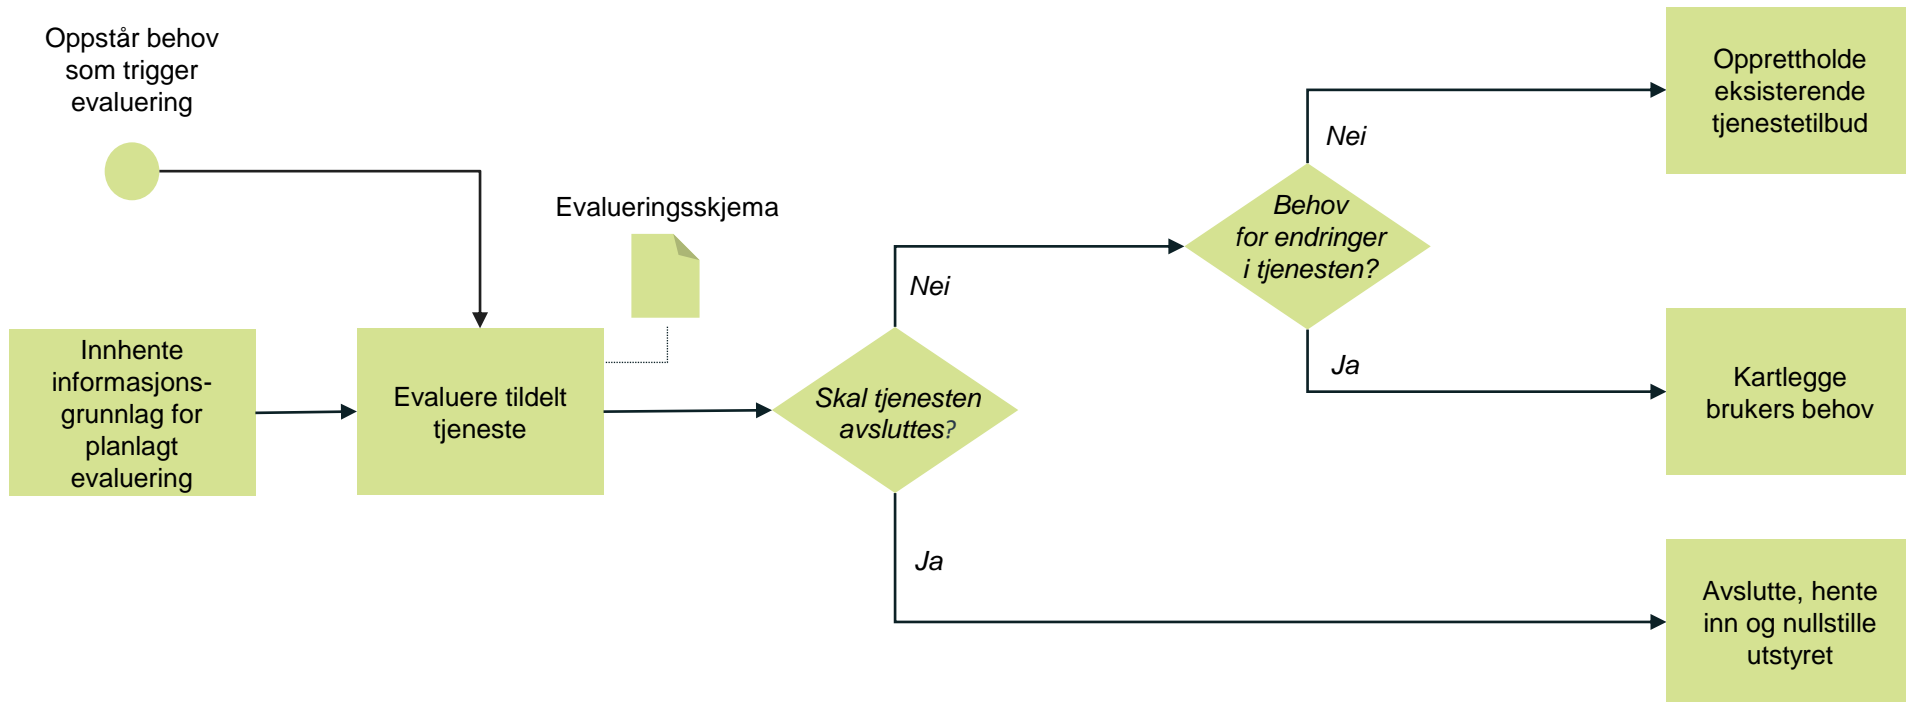 Oppstår behov
som trigger
evaluering
Evalueringsskjema
Innhente
informasjons-
grunnlag for
planlagt
evaluering
Evaluere tildelt
tjeneste
Skal tjenesten
avsluttes?
Nei
Ja
Behov
for endringer
i tjenesten?
Nei
Ja
Opprettholde
eksisterende
tjenestetilbud
Kartlegge
brukers behov
Avslutte, hente
inn og nullstille
utstyret